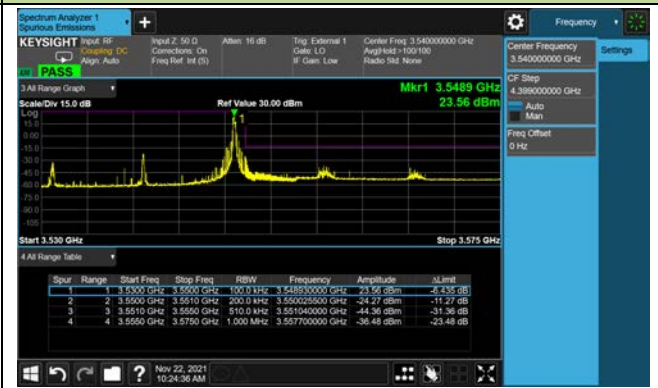 Spectrum Analyzer 1
Spurious Emissions
+
Frequency
KEYSIGHT Input: RF
Coupling: DC
Align: Auto
Input Z: 50 Ω
Corrections: On
Freq Ref: Int (S)
Atten: 16 dB
Trig: External 1
Gate: LO
IF Gain: Low
Center Freq: 3.540000000 GHz
Avg|Hold:>100/100
Radio Std: None
PASS
Center Frequency
3.540000000 GHz
Settings
CF Step
4.399000000 GHz
Auto
Man
Freq Offset
0 Hz
3 All Range Graph
Mkr1 3.5489 GHz
Scale/Div 15.0 dB
Ref Value 30.00 dBm
23.56 dBm
Log
15.0
0.00
-15.0
-30.0
-45.0
-60.0
-75.0
-90.0
-105
1
Start 3.530 GHz
Stop 3.575 GHz
4 All Range Table
Spur Range Start Freq Stop Freq RBW Frequency Amplitude ΔLimit
1 1 3.5300 GHz 3.5500 GHz 100.0 kHz 3.548930000 GHz 23.56 dBm -6.435 dB
2 2 3.5500 GHz 3.5510 GHz 200.0 kHz 3.550025500 GHz -24.27 dBm -11.27 dB
3 3 3.5510 GHz 3.5550 GHz 510.0 kHz 3.551040000 GHz -44.36 dBm -31.36 dB
4 4 3.5550 GHz 3.5750 GHz 1.000 MHz 3.557700000 GHz -36.48 dBm -23.48 dB
?
Nov 22, 2021
10:24:36 AM